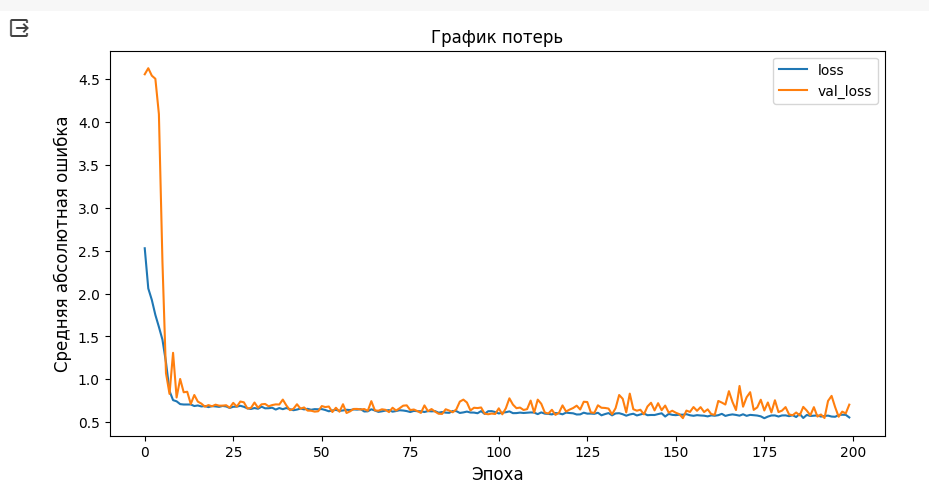 График потерь
loss
val_loss
Средняя абсолютная ошибка
4.5
4.0
3.5
3.0
2.5
2.0
1.5
1.0
0.5
0 25 50 75 100 125 150 175 200
Эпоха